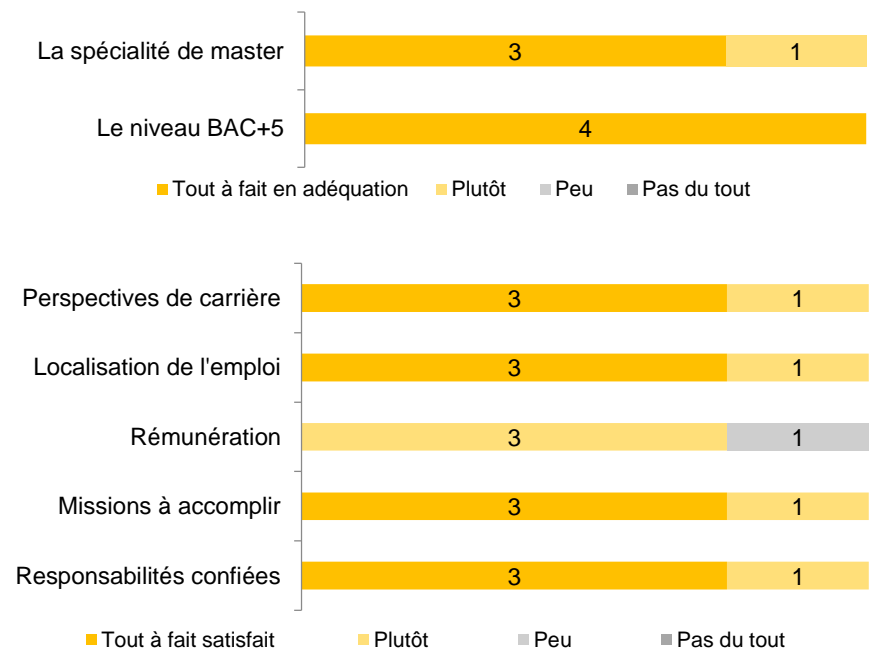 La spécialité de master 3 1
Le niveau BAC+5 4
Tout à fait en adéquation Plutôt Peu Pas du tout
Perspectives de carrière 3 1
Localisation de l'emploi 3 1
Rémunération 3 1
Missions à accomplir 3 1
Responsabilités confiées 3 1
Tout à fait satisfait Plutôt Peu Pas du tout